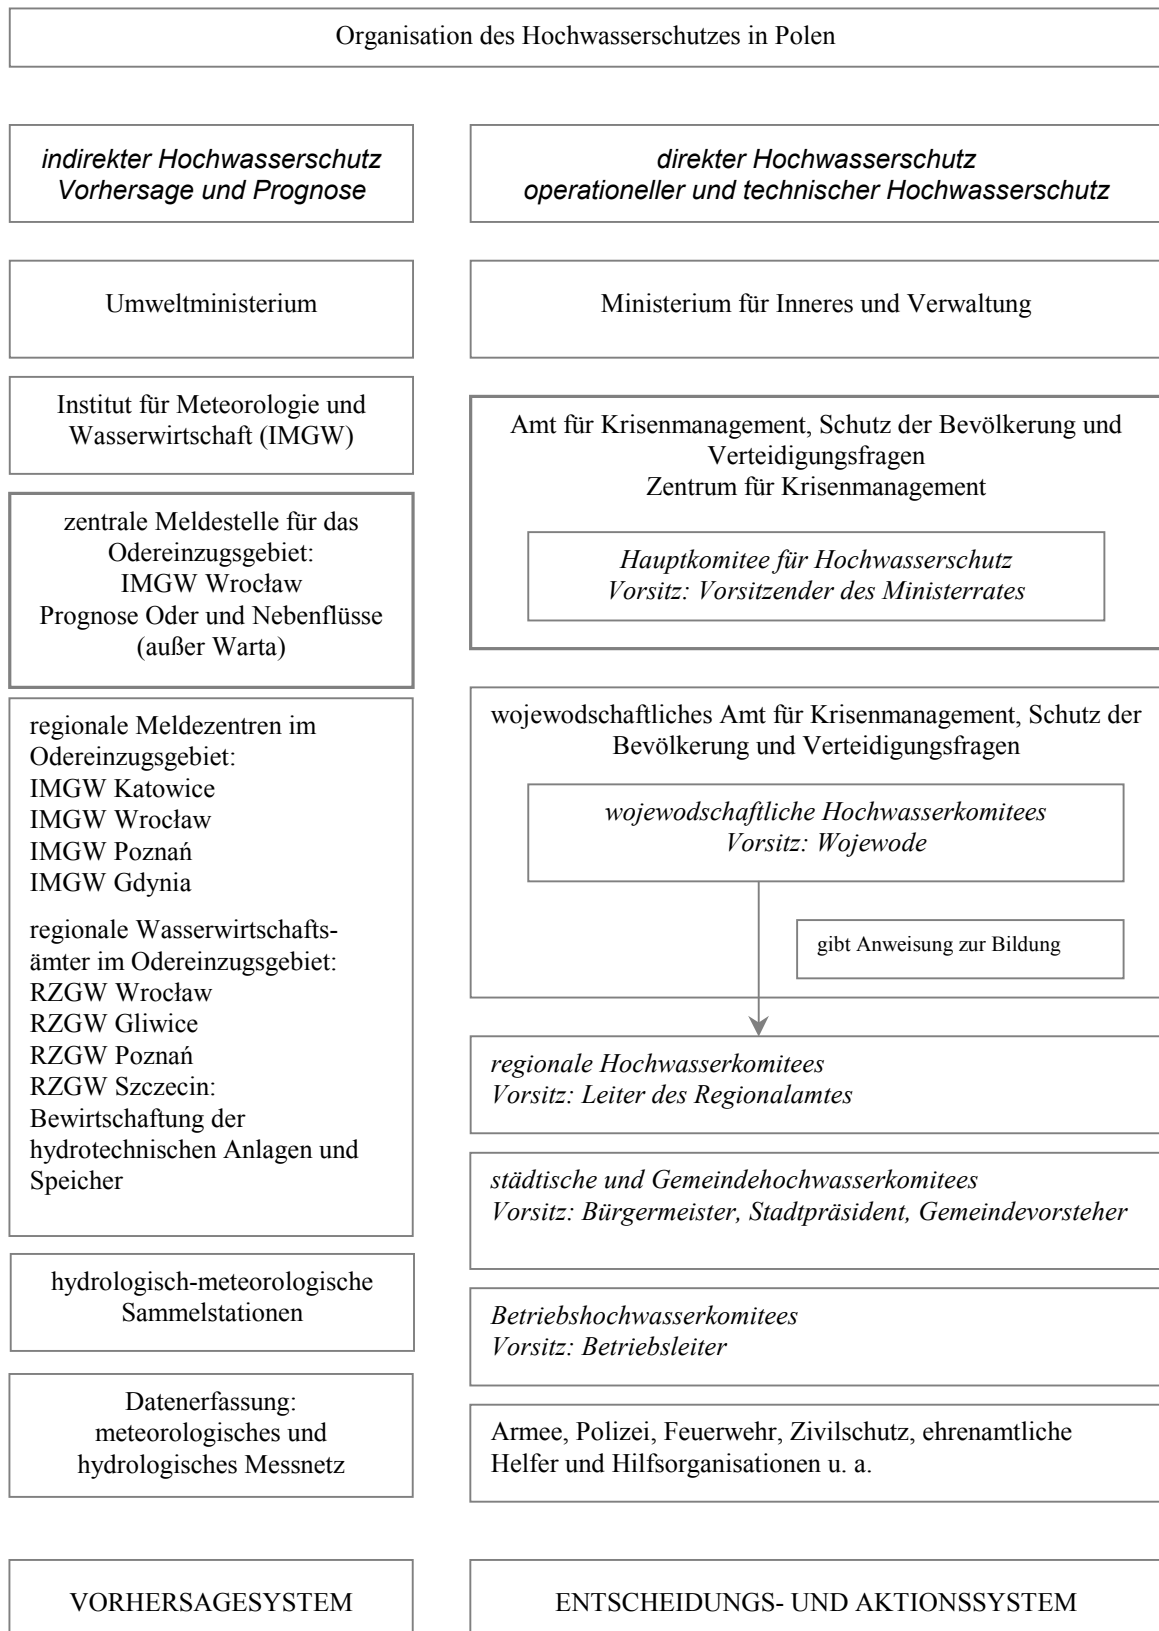 Organisation des Hochwasserschutzes in Polen
indirekter Hochwasserschutz
Vorhersage und Prognose
Umweltministerium
Institut für Meteorologie und
Wasserwirtschaft (IMGW)
zentrale Meldestelle für das
Odereinzugsgebiet:
IMGW Wrocław
Prognose Oder und Nebenflüsse
(außer Warta)
regionale Meldezentren im
Odereinzugsgebiet:
IMGW Katowice
IMGW Wrocław
IMGW Poznań
IMGW Gdynia
regionale Wasserwirtschafts-
ämter im Odereinzugsgebiet:
RZGW Wrocław
RZGW Gliwice
RZGW Poznań
RZGW Szczecin:
Bewirtschaftung der
hydrotechnischen Anlagen und
Speicher
hydrologisch-meteorologische
Sammelstationen
Datenerfassung:
meteorologisches und
hydrologisches Messnetz
VORHERSAGESYSTEM
direkter Hochwasserschutz
operationeller und technischer Hochwasserschutz
Ministerium für Inneres und Verwaltung
Amt für Krisenmanagement, Schutz der Bevölkerung und
Verteidigungsfragen
Zentrum für Krisenmanagement
Hauptkomitee für Hochwasserschutz
Vorsitz: Vorsitzender des Ministerrates
wojewodschaftliches Amt für Krisenmanagement, Schutz der
Bevölkerung und Verteidigungsfragen
wojewodschaftliche Hochwasserkomitees
Vorsitz: Wojewode
gibt Anweisung zur Bildung
regionale Hochwasserkomitees
Vorsitz: Leiter des Regionalamtes
städtische und Gemeindehochwasserkomitees
Vorsitz: Bürgermeister, Stadtpräsident, Gemeindevorsteher
Betriebshochwasserkomitees
Vorsitz: Betriebsleiter
Armee, Polizei, Feuerwehr, Zivilschutz, ehrenamtliche
Helfer und Hilfsorganisationen u. a.
ENTSCHEIDUNGS- UND AKTIONSSYSTEM